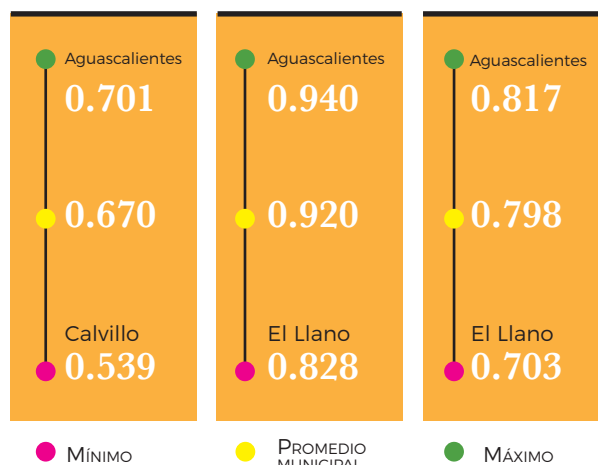 Aguascalientes
0.701
0.670
Calvillo
0.539
Aguascalientes
0.940
0.920
El Llano
0.828
Aguascalientes
0.817
0.798
El Llano
0.703
Mínimo
Promedio
municipal
Máximo